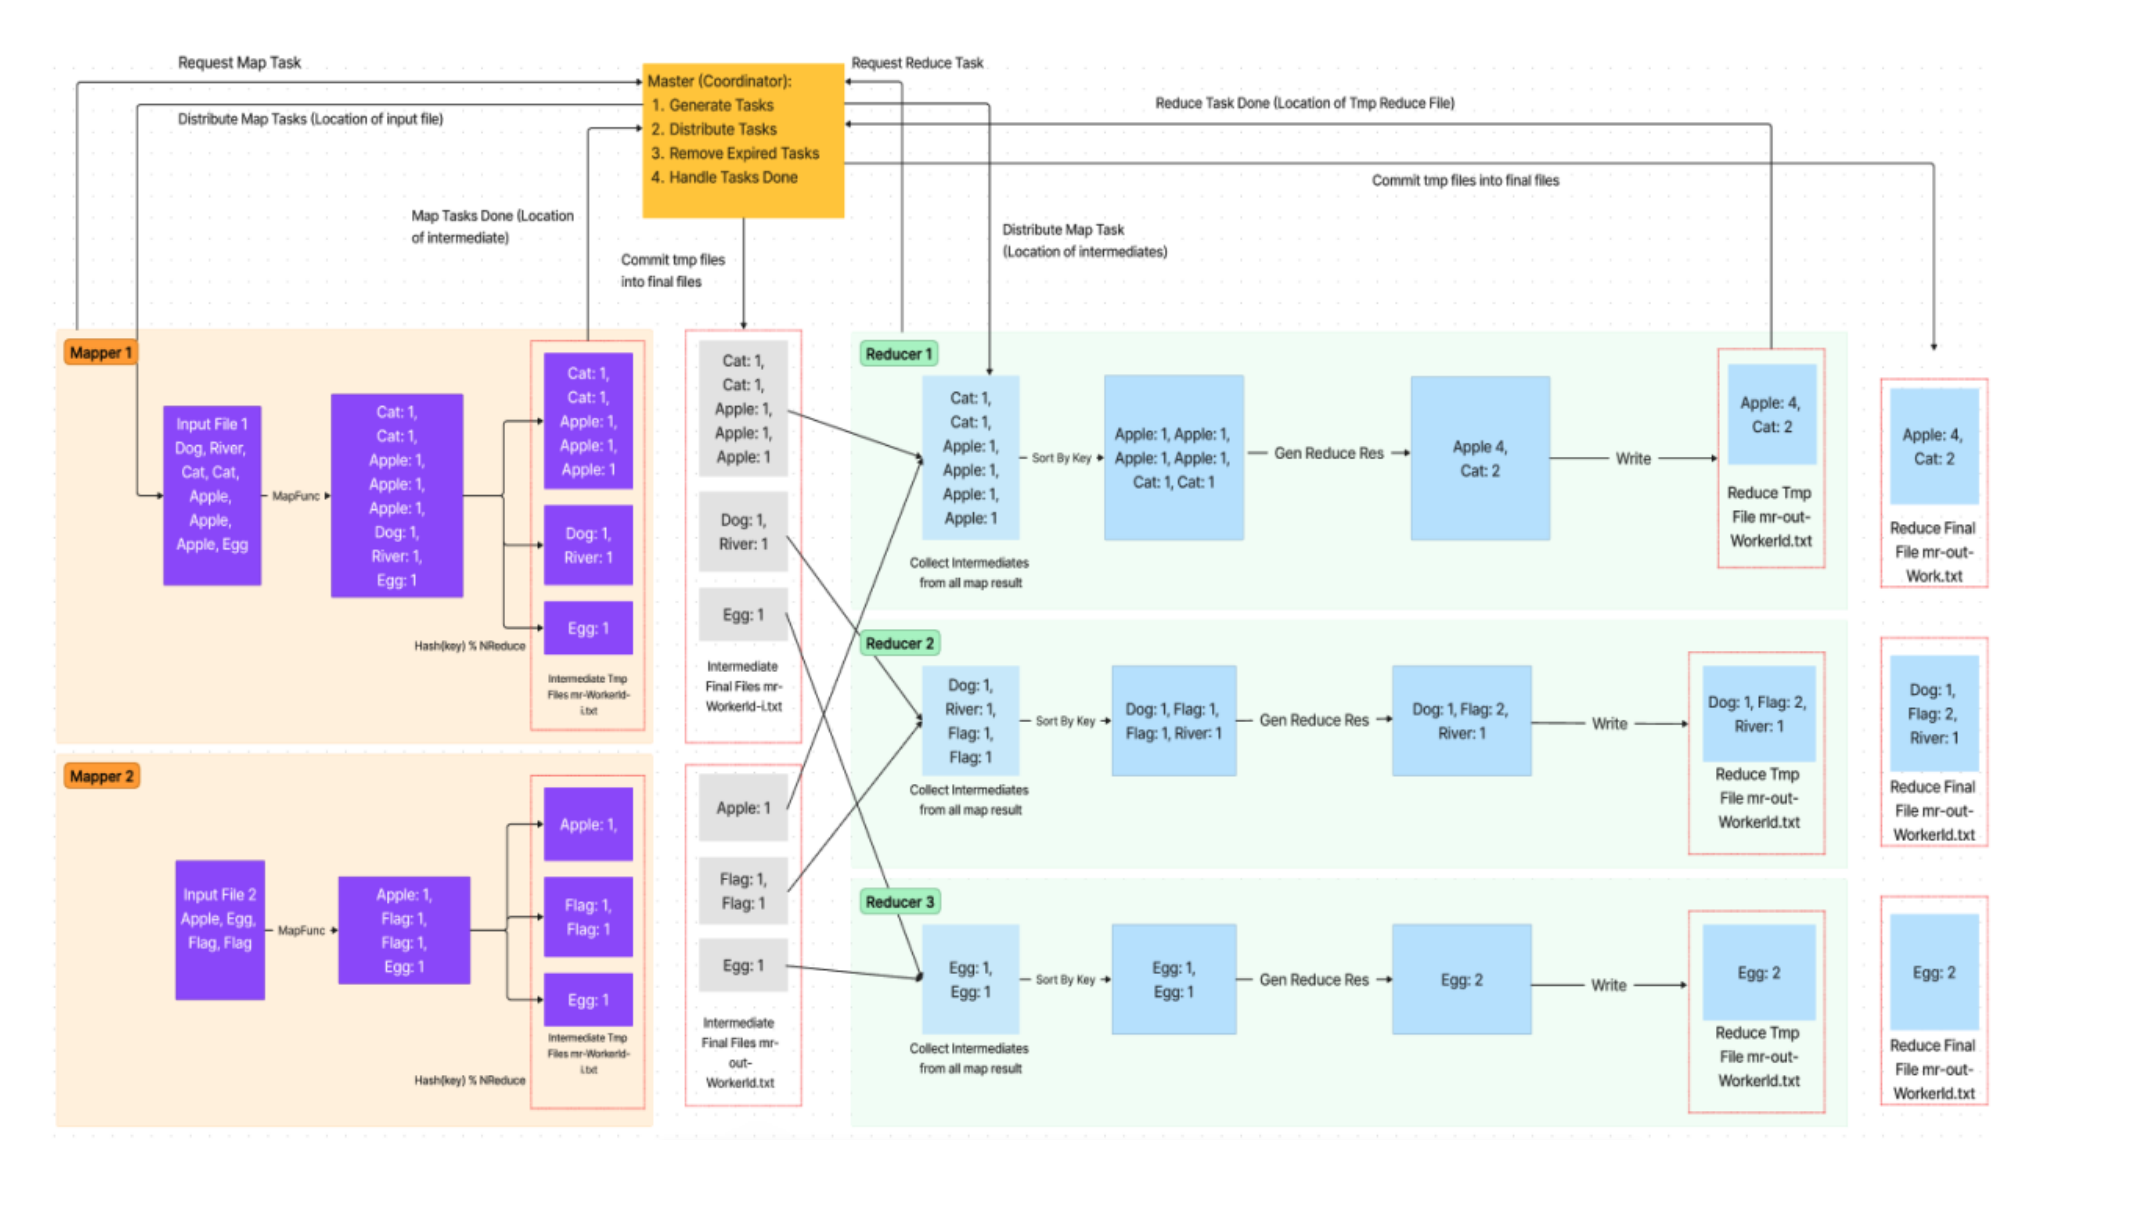 Request Map Task
Distribute Map Tasks (Location of input file)
Map Tasks Done (Location
of intermediate)
Master (Coordinator):
1. Generate Tasks
2. Distribute Tasks
3. Remove Expired Tasks
4. Handle Tasks Done
Commit tmp files
into final files
Request Reduce Task
Reduce Task Done (Location of Tmp Reduce File)
Commit tmp files into final files
Distribute Map Task
(Location of intermediates)
Mapper 1
Input File 1
Dog, River,
Cat, Cat,
Apple,
Apple,
Apple, Egg
MapFunc
Cat: 1,
Cat: 1,
Apple: 1,
Apple: 1,
Apple: 1,
Dog: 1,
River: 1,
Egg: 1
Hash(key) % NReduce
Cat: 1,
Cat: 1,
Apple: 1,
Apple: 1,
Apple: 1
Dog: 1,
River: 1
Egg: 1
Intermediate Tmp
Files mr-WorkerId-
i.txt
Cat: 1,
Cat: 1,
Apple: 1,
Apple: 1,
Apple: 1
Dog: 1,
River: 1
Egg: 1
Intermediate
Final Files mr-
WorkerId-i.txt
Mapper 2
Input File 2
Apple, Egg,
Flag, Flag
MapFunc
Apple: 1,
Flag: 1,
Flag: 1,
Egg: 1
Hash(key) % NReduce
Apple: 1,
Flag: 1,
Flag: 1
Egg: 1
Intermediate Tmp
Files mr-WorkerId-
i.txt
Apple: 1
Flag: 1,
Flag: 1
Egg: 1
Intermediate
Final Files mr-
out-
WorkerId.txt
Reducer 1
Cat: 1,
Cat: 1,
Apple: 1,
Apple: 1,
Apple: 1,
Apple: 1
Collect Intermediates
from all map result
Sort By Key
Apple: 1, Apple: 1,
Apple: 1, Apple: 1,
Cat: 1, Cat: 1
Gen Reduce Res
Apple 4,
Cat: 2
Write
Apple: 4,
Cat: 2
Reduce Tmp
File mr-out-
WorkerId.txt
Apple: 4,
Cat: 2
Reduce Final
File mr-out-
Work.txt
Reducer 2
Dog: 1,
River: 1,
Flag: 1,
Flag: 1
Collect Intermediates
from all map result
Sort By Key
Dog: 1, Flag: 1,
Flag: 1, River: 1
Gen Reduce Res
Dog: 1, Flag: 2,
River: 1
Write
Dog: 1, Flag: 2,
River: 1
Reduce Tmp
File mr-out-
WorkerId.txt
Dog: 1,
Flag: 2,
River: 1
Reduce Final
File mr-out-
WorkerId.txt
Reducer 3
Egg: 1,
Egg: 1
Collect Intermediates
from all map result
Sort By Key
Egg: 1,
Egg: 1
Gen Reduce Res
Egg: 2
Write
Egg: 2
Reduce Tmp
File mr-out-
WorkerId.txt
Egg: 2
Reduce Final
File mr-out-
WorkerId.txt